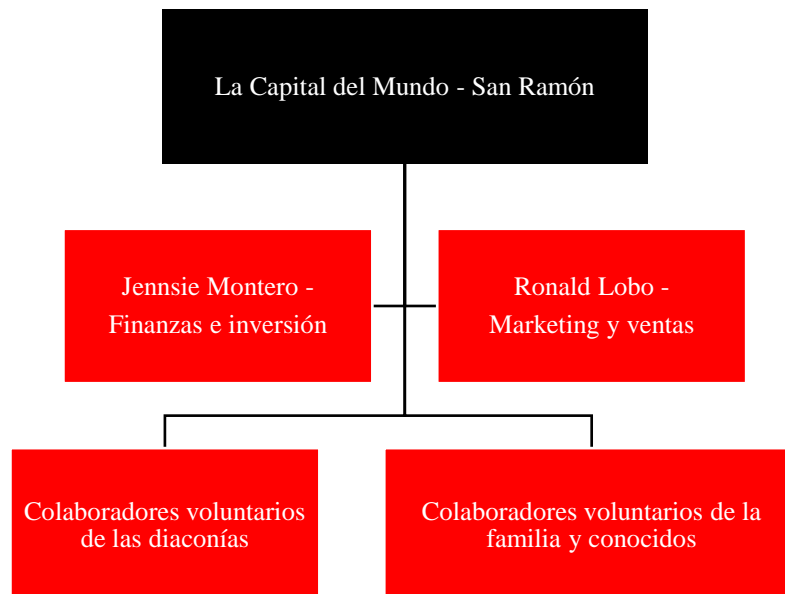 La Capital del Mundo - San Ramón
Jennsie Montero -
Finanzas e inversión
Ronald Lobo -
Marketing y ventas
Colaboradores voluntarios
de las diaconías
Colaboradores voluntarios de la
familia y conocidos